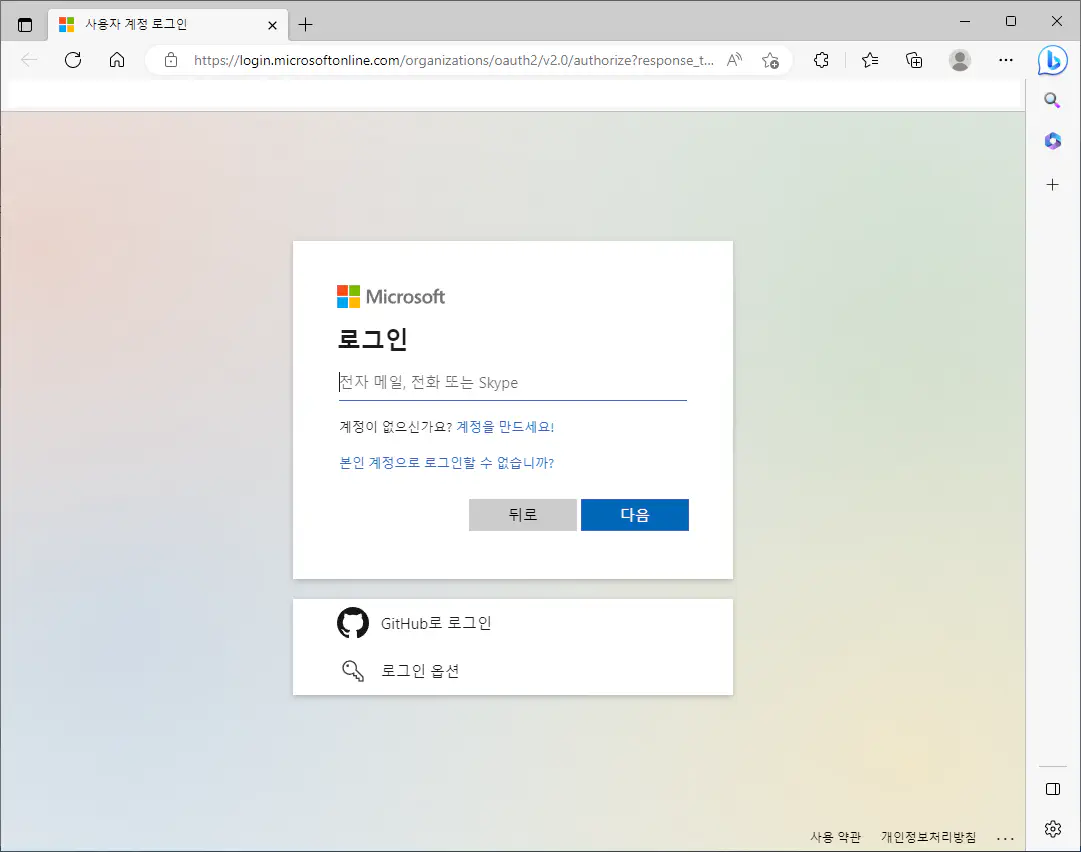 사용자 계정 로그인
https://login.microsoftonline.com/organizations/oauth2/v2.0/authorize?response_t...
Microsoft
로그인
전자 메일, 전화 또는 Skype
계정이 없으신가요? 계정을 만드세요!
본인 계정으로 로그인할 수 없습니까?
뒤로 다음
GitHub로 로그인
로그인 옵션
사용 약관 개인정보처리방침 ...